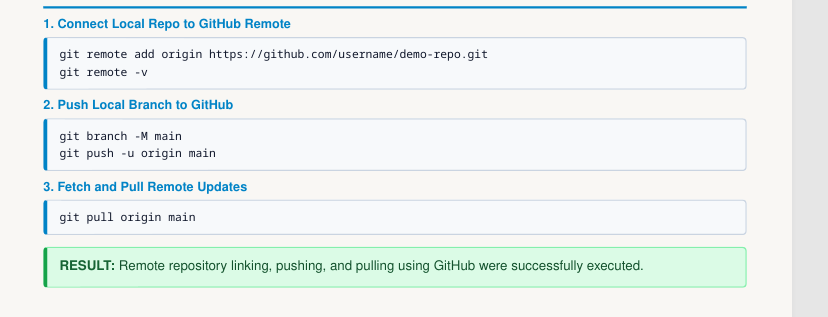 1. Connect Local Repo to GitHub Remote
git remote add origin https://github.com/username/demo-repo.git
git remote -v
2. Push Local Branch to GitHub
git branch -M main
git push -u origin main
3. Fetch and Pull Remote Updates
git pull origin main
RESULT: Remote repository linking, pushing, and pulling using GitHub were successfully executed.